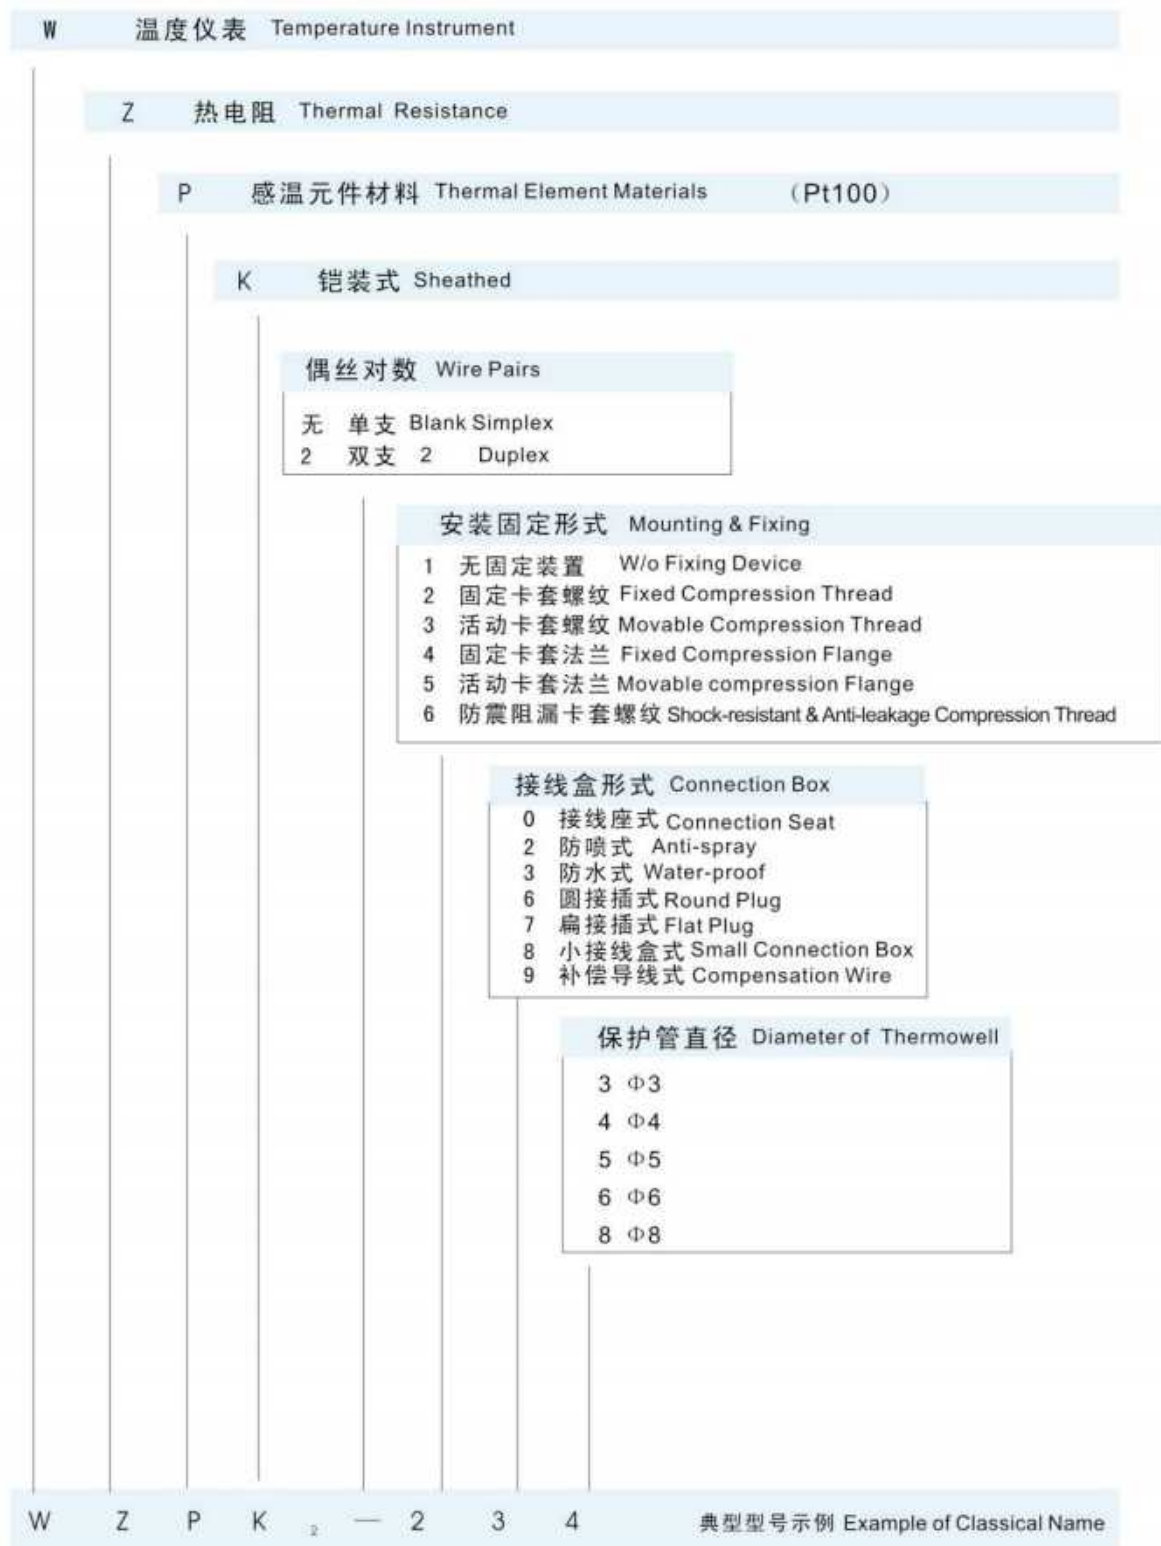 W 温度仪表 Temperature Instrument
Z 热电阻 Thermal Resistance
P 感温元件材料 Thermal Element Materials （Pt100）
K 铠装式 Sheathed
偶丝对数 Wire Pairs
无 单支 Blank Simplex
2 双支 2 Duplex
安装固定形式 Mounting & Fixing
1 无固定装置 W/o Fixing Device
2 固定卡套螺纹 Fixed Compression Thread
3 活动卡套螺纹 Movable Compression Thread
4 固定卡套法兰 Fixed Compression Flange
5 活动卡套法兰 Movable compression Flange
6 防震阻漏卡套螺纹 Shock-resistant & Anti-leakage Compression Thread
接线盒形式 Connection Box
0 接线座式 Connection Seat
2 防喷式 Anti-spray
3 防水式 Water-proof
6 圆接插式 Round Plug
7 扁接插式 Flat Plug
8 小接线盒式 Small Connection Box
9 补偿导线式 Compensation Wire
保护管直径 Diameter of Thermowell
3 Φ3
4 Φ4
5 Φ5
6 Φ6
8 Φ8
W Z P K 2 — 2 3 4 典型型号示例 Example of Classical Name